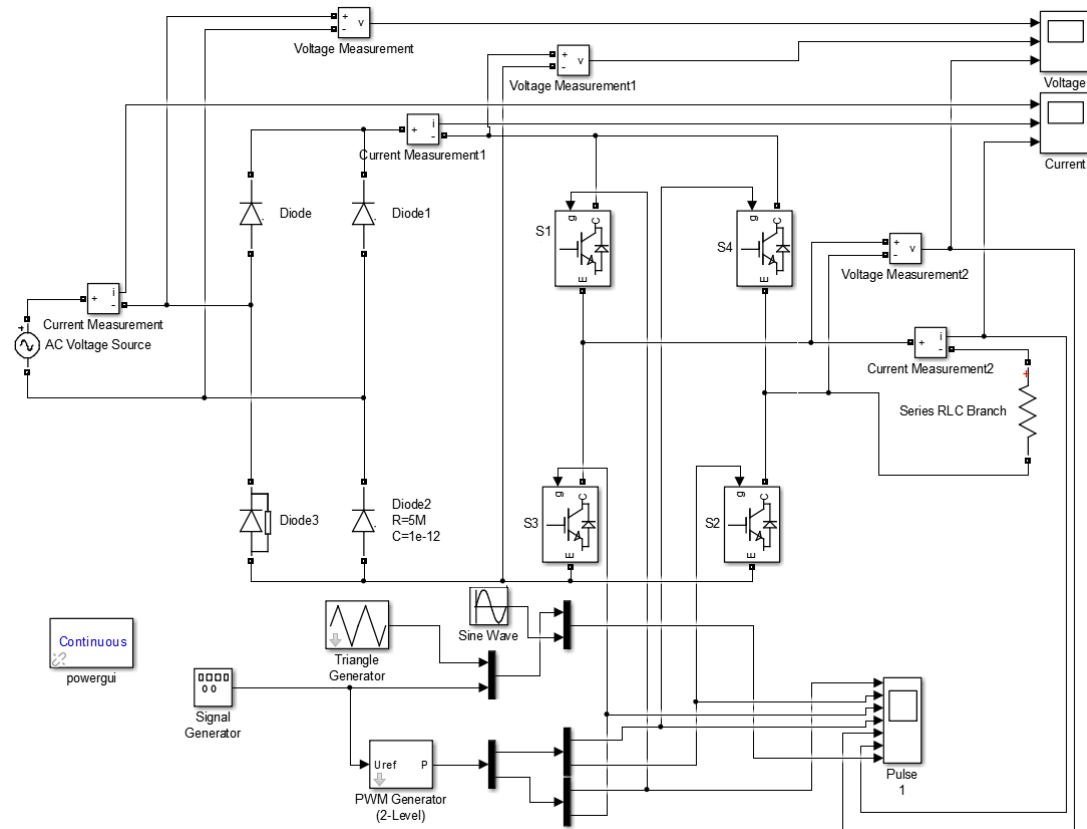 +
-
v
Voltage Measurement
+
-
v
Voltage Measurement1
Voltage
+
i
-
Current Measurement1
Current
Diode
Diode1
g
C
S1
E
g
C
S4
E
+
-
v
Voltage Measurement2
+
i
-
Current Measurement
+
AC Voltage Source
+
i
-
Current Measurement2
+
Series RLC Branch
Diode3
Diode2
R=5M
C=1e-12
g
C
S3
E
g
C
S2
E
Continuous
powergui
Triangle
Generator
Sine Wave
Signal
Generator
Uref
P
PWM Generator
(2-Level)
Pulse
1